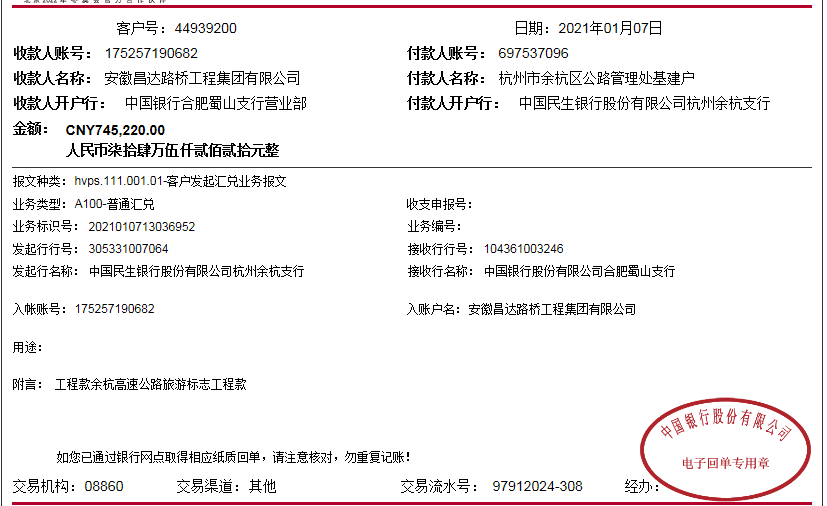 客户号：44939200 日期：2021年01月07日
收款人账号：175257190682 付款人账号：697537096
收款人名称：安徽昌达路桥工程集团有限公司 付款人名称：杭州市余杭区公路管理处基建户
收款人开户行：中国银行合肥蜀山支行营业部 付款人开户行：中国民生银行股份有限公司杭州余杭支行
金额：CNY745,220.00
人民币柒拾肆万伍仟贰佰贰拾元整
报文种类：hvps.111.001.01-客户发起汇兑业务报文
业务类型：A100-普通汇兑 收支申报号：
业务标识号：2021010713036952 业务编号：
发起行行号：305331007064 接收行行号：104361003246
发起行名称：中国民生银行股份有限公司杭州余杭支行 接收行名称：中国银行股份有限公司合肥蜀山支行
入帐账号：175257190682 入账户名：安徽昌达路桥工程集团有限公司
用途：
附言：工程款余杭高速公路旅游标志工程款
中国银行股份有限公司
电子回单专用章
如您已通过银行网点取得相应纸质回单，请注意核对，勿重复记账！
交易机构：08860 交易渠道：其他 交易流水号：97912024-308 经办：